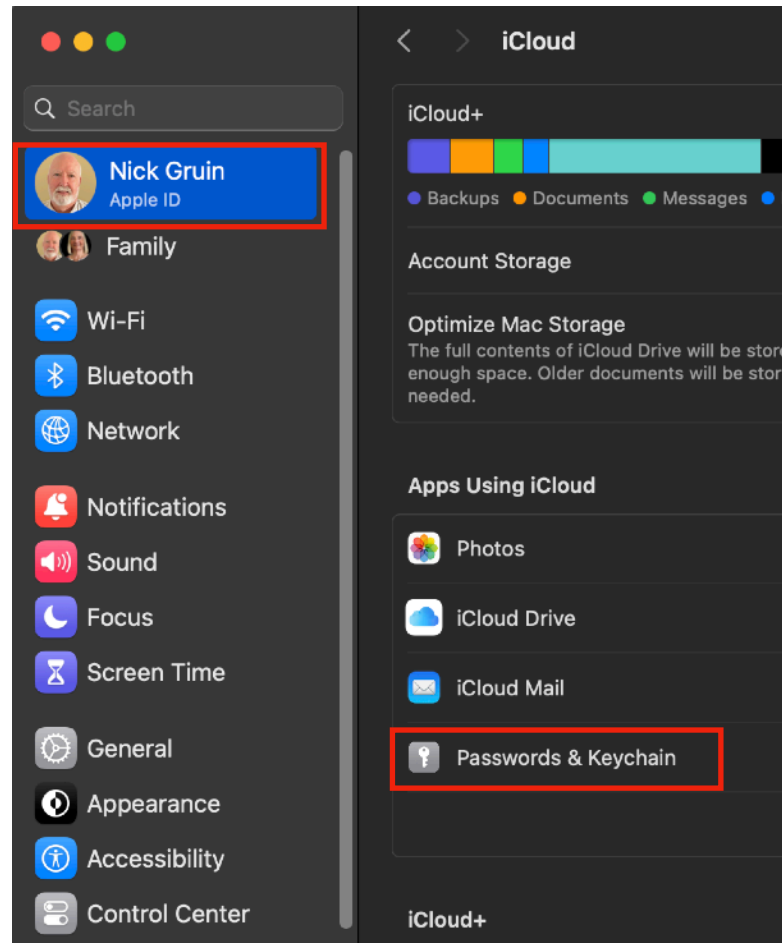 Search
Nick Gruin
Apple ID
Family
Wi-Fi
Bluetooth
Network
Notifications
Sound
Focus
Screen Time
General
Appearance
Accessibility
Control Center
iCloud
iCloud+
Backups Documents Messages
Account Storage
Optimize Mac Storage
The full contents of iCloud Drive will be
enough space. Older documents will be
needed.
Apps Using iCloud
Photos
iCloud Drive
iCloud Mail
Passwords & Keychain
iCloud+